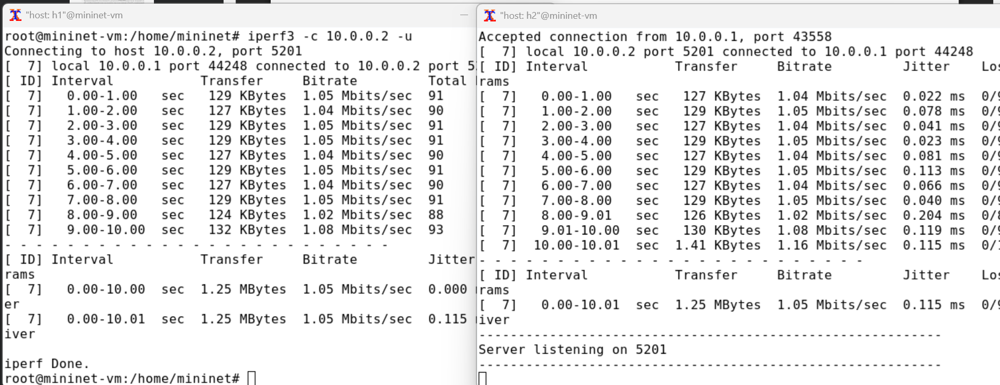 "host: h1"@mininet-vm
root@mininet-vm:/home/mininet# iperf3 -c 10.0.0.2 -u
Connecting to host 10.0.0.2, port 5201
[  7] local 10.0.0.1 port 44248 connected to 10.0.0.2 port
[ ID] Interval           Transfer     Bitrate         Total
[  7]   0.00-1.00   sec   129 KBytes  1.05 Mbits/sec  91
[  7]   1.00-2.00   sec   127 KBytes  1.04 Mbits/sec  90
[  7]   2.00-3.00   sec   129 KBytes  1.05 Mbits/sec  91
[  7]   3.00-4.00   sec   129 KBytes  1.05 Mbits/sec  91
[  7]   4.00-5.00   sec   127 KBytes  1.04 Mbits/sec  90
[  7]   5.00-6.00   sec   129 KBytes  1.05 Mbits/sec  91
[  7]   6.00-7.00   sec   127 KBytes  1.04 Mbits/sec  90
[  7]   7.00-8.00   sec   129 KBytes  1.05 Mbits/sec  91
[  7]   8.00-9.00   sec   124 KBytes  1.02 Mbits/sec  88
[  7]   9.00-10.00  sec   132 KBytes  1.08 Mbits/sec  93
- - - - - - - - - - - - - - - - - - - - - - - - -
[ ID] Interval           Transfer     Bitrate         Jitter
rams
[  7]   0.00-10.00  sec  1.25 MBytes  1.05 Mbits/sec  0.000
er
[  7]   0.00-10.01  sec  1.25 MBytes  1.05 Mbits/sec  0.115
iver
iperf Done.
root@mininet-vm:/home/mininet#
"host: h2"@mininet-vm
Accepted connection from 10.0.0.1, port 43558
[  7] local 10.0.0.2 port 5201 connected to 10.0.0.1 port 44248
[ ID] Interval           Transfer     Bitrate         Jitter    Los
rams
[  7]   0.00-1.00   sec   127 KBytes  1.04 Mbits/sec  0.022 ms  0/9
[  7]   1.00-2.00   sec   129 KBytes  1.05 Mbits/sec  0.078 ms  0/9
[  7]   2.00-3.00   sec   127 KBytes  1.04 Mbits/sec  0.041 ms  0/9
[  7]   3.00-4.00   sec   129 KBytes  1.05 Mbits/sec  0.023 ms  0/9
[  7]   4.00-5.00   sec   127 KBytes  1.04 Mbits/sec  0.081 ms  0/9
[  7]   5.00-6.00   sec   129 KBytes  1.05 Mbits/sec  0.113 ms  0/9
[  7]   6.00-7.00   sec   127 KBytes  1.04 Mbits/sec  0.066 ms  0/9
[  7]   7.00-8.00   sec   129 KBytes  1.05 Mbits/sec  0.040 ms  0/9
[  7]   8.00-9.01   sec   126 KBytes  1.02 Mbits/sec  0.204 ms  0/8
[  7]   9.01-10.00  sec   130 KBytes  1.08 Mbits/sec  0.119 ms  0/9
[  7]  10.00-10.01  sec  1.41 KBytes  1.16 Mbits/sec  0.115 ms  0/1
- - - - - - - - - - - - - - - - - - - - - - - - -
[ ID] Interval           Transfer     Bitrate         Jitter    Los
rams
[  7]   0.00-10.01  sec  1.25 MBytes  1.05 Mbits/sec  0.115 ms  0/9
iver
-----------------------------------------------------------
Server listening on 5201
-----------------------------------------------------------